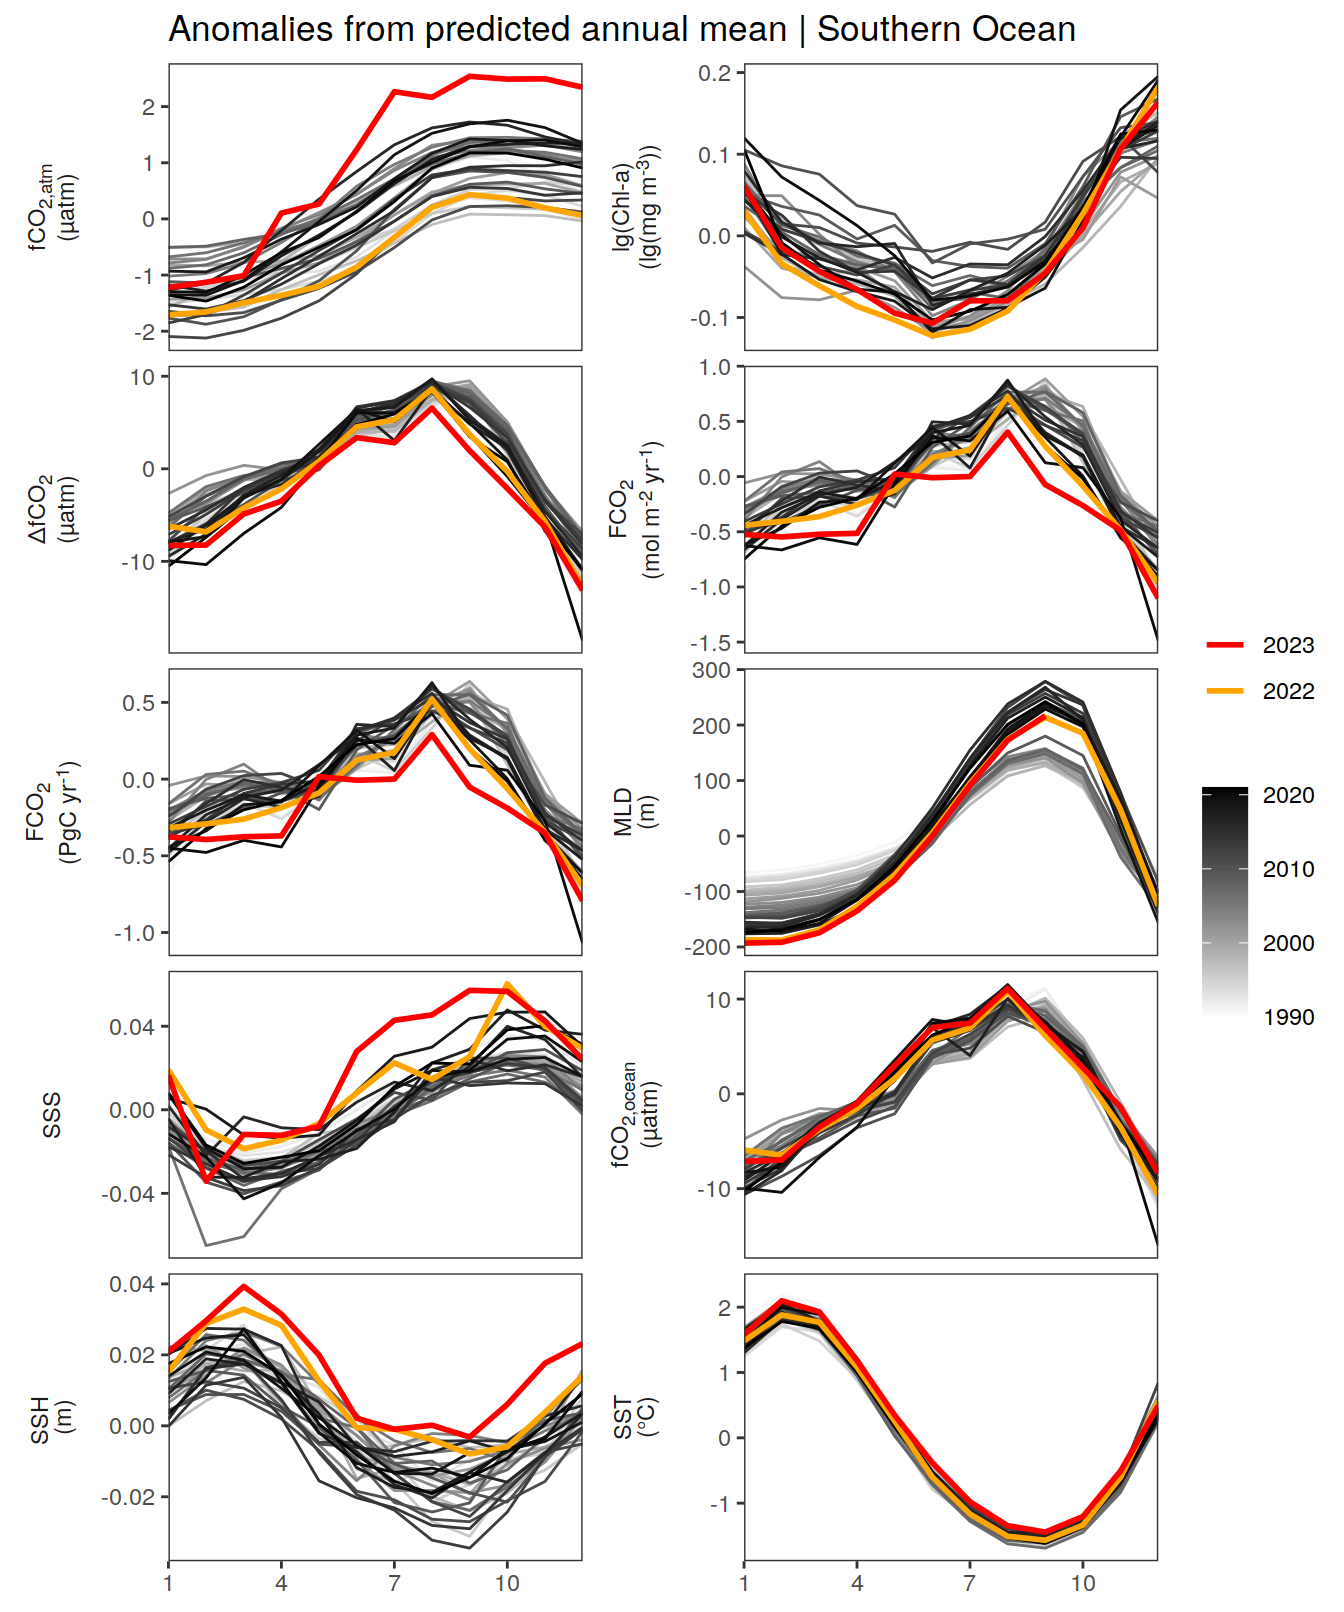 Anomalies from predicted annual mean | Southern Ocean
fCO2,atm
(µatm)
2
1
0
-1
-2
lg(Chl-a)
(lg(mg m-3))
0.2
0.1
0.0
-0.1
ΔfCO2
(µatm)
10
0
-10
FCO2
(mol m-2 yr-1)
1.0
0.5
0.0
-0.5
-1.0
-1.5
FCO2
(PgC yr-1)
0.5
0.0
-0.5
-1.0
MLD
(m)
300
200
100
0
-100
-200
SSS
0.04
0.00
-0.04
fCO2,ocean
(µatm)
10
0
-10
SSH
(m)
0.04
0.02
0.00
-0.02
1 4 7 10
SST
(°C)
2
1
0
-1
1 4 7 10
2023
2022
2020
2010
2000
1990